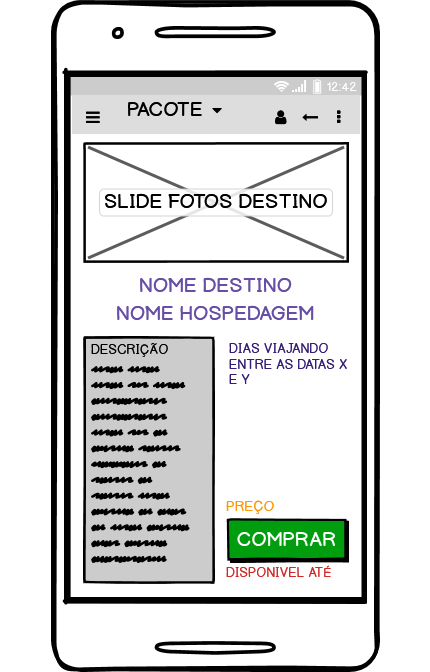 12:42
PACOTE
SLIDE FOTOS DESTINO
NOME DESTINO
NOME HOSPEDAGEM
DESCRIÇÃO
DIAS VIAJANDO
ENTRE AS DATAS X
E Y
PREÇO
COMPRAR
DISPONIVEL ATÉ